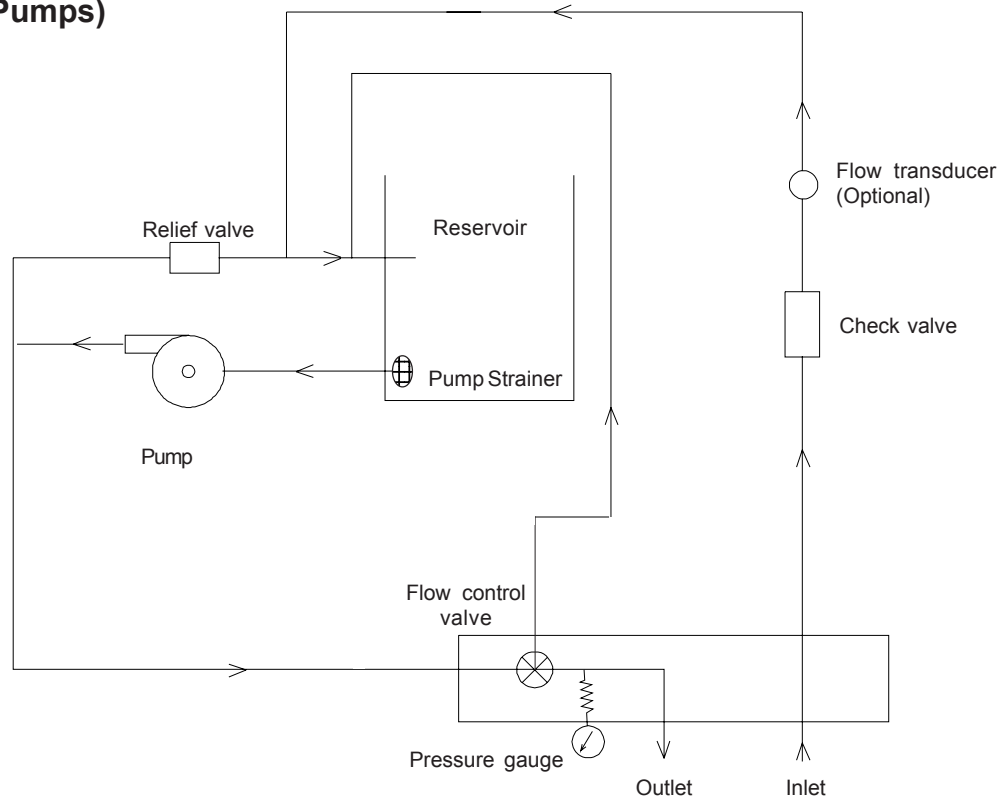 Pumps)
Flow transducer
(Optional)
Relief valve
Reservoir
Check valve
Pump Strainer
Pump
Flow control
valve
Pressure gauge
Outlet
Inlet